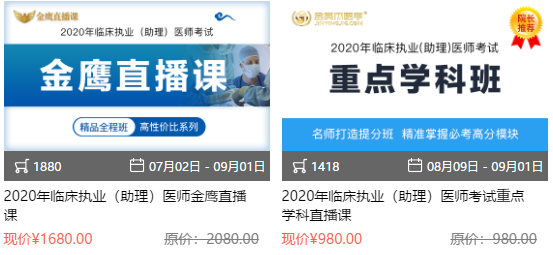 金鹰直播课
2020年临床执业（助理）医师考试
金鹰直播课
精品全程班
高性价比系列
1880
07月02日 - 09月01日
2020年临床执业（助理）医师金鹰直播
课
现价¥1680.00
原价：2080.00
金英杰医学
JINYINGJIE.COM
院长
推荐
2020年临床执业(助理)医师考试
重点学科班
名师打造提分班 精准掌握必考高分模块
1418
08月09日 - 09月01日
2020年临床执业（助理）医师考试重点
学科直播课
现价¥980.00
原价：980.00